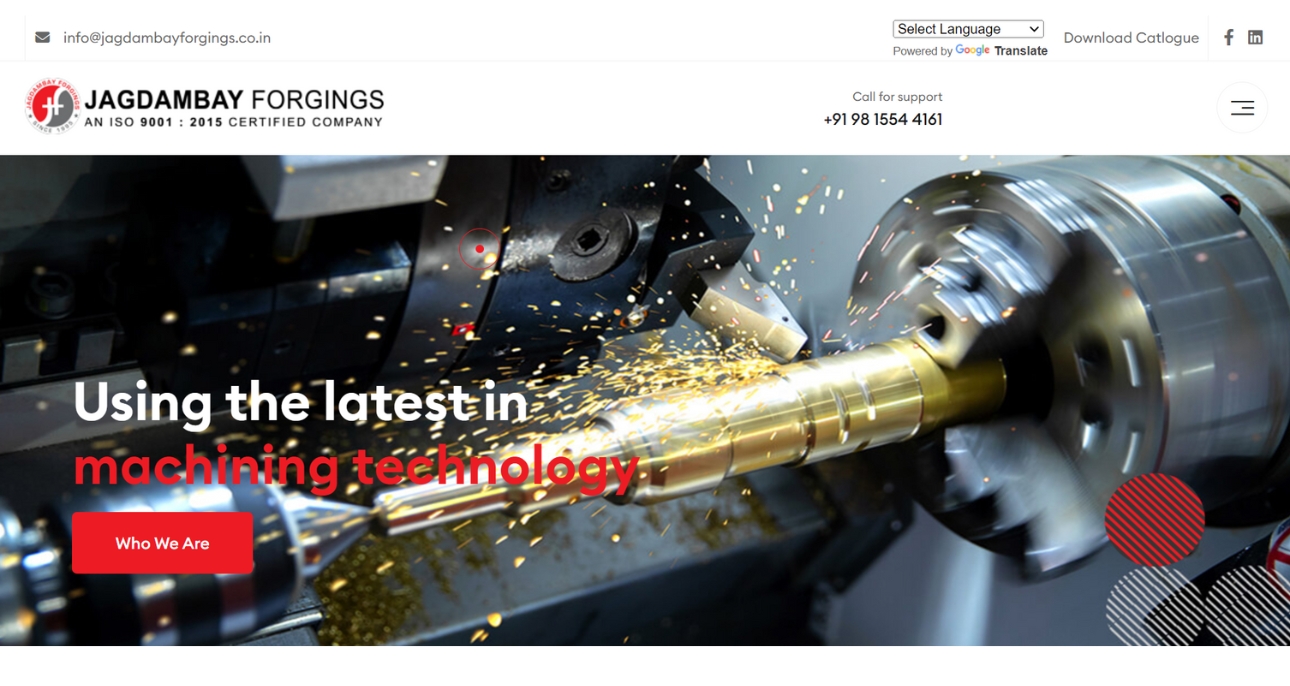 info@jagdambayforgings.co.in
Select Language
Powered by Google Translate
Download Catlogue
JAGDAMBAY FORGINGS
AN ISO 9001 : 2015 CERTIFIED COMPANY
JAGDAMBAY FORGINGS
SINCE
Call for support
+91 98 1554 4161
Using the latest in
machining technology
Who We Are